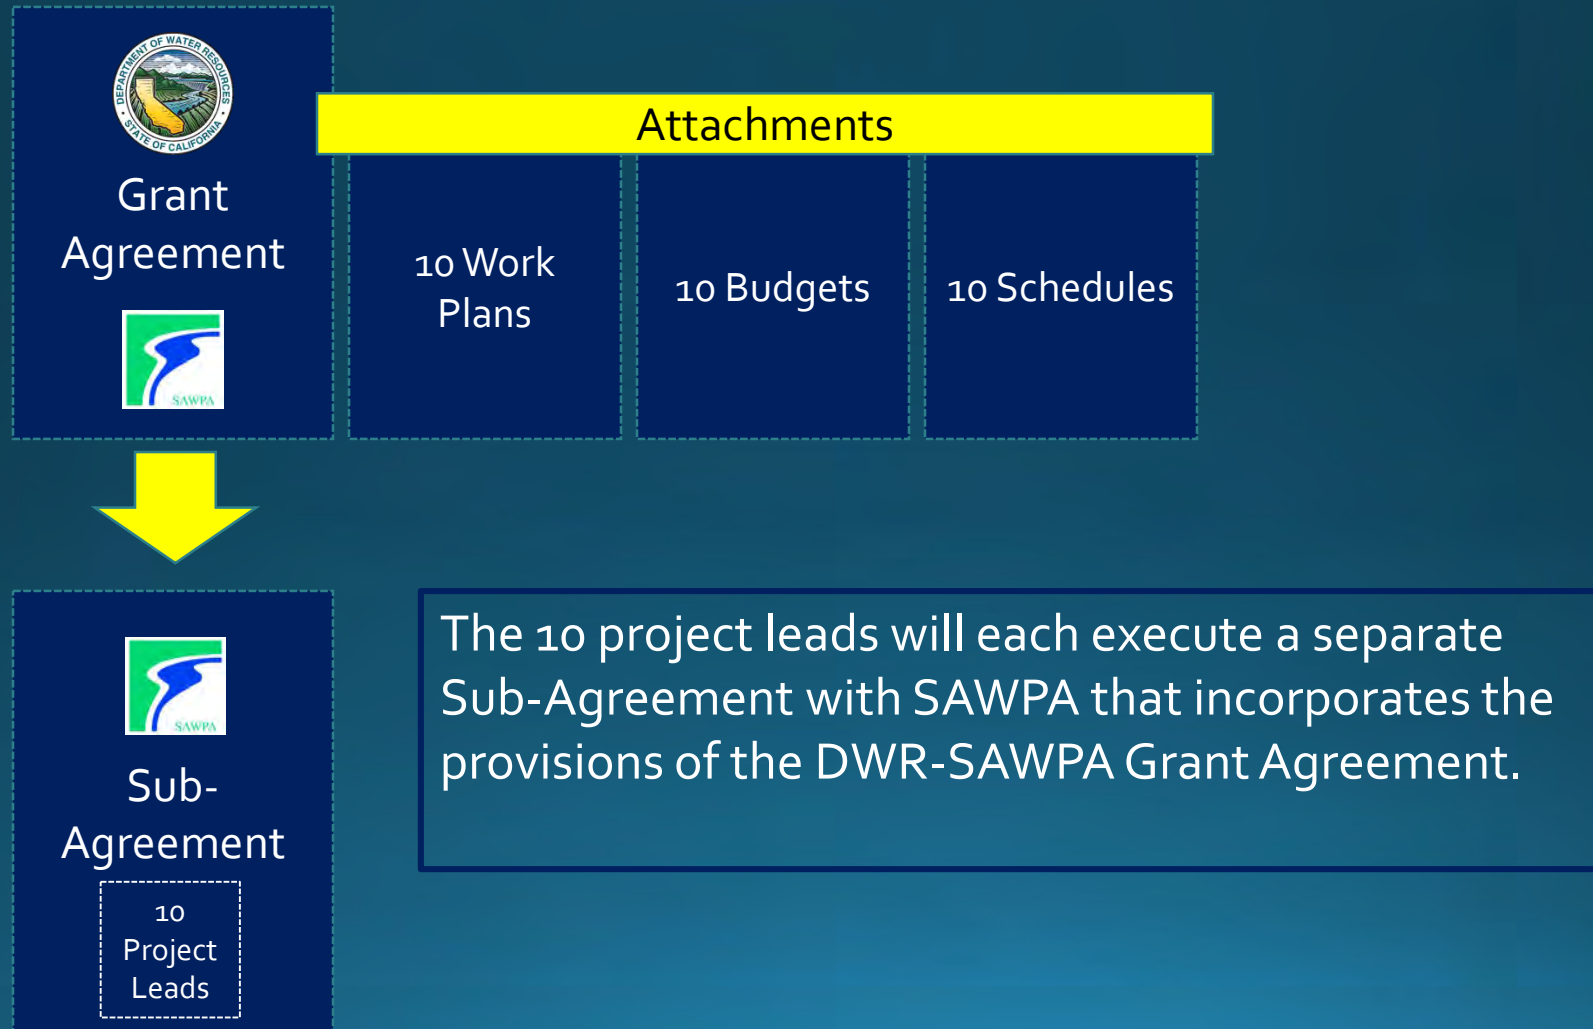 DEPARTMENT OF WATER RESOURCES
STATE OF CALIFORNIA
Grant
Agreement
SAWPA
Attachments
10 Work
Plans
10 Budgets
10 Schedules
SAWPA
Sub-
Agreement
10
Project
Leads
The 10 project leads will each execute a separate
Sub-Agreement with SAWPA that incorporates the
provisions of the DWR-SAWPA Grant Agreement.